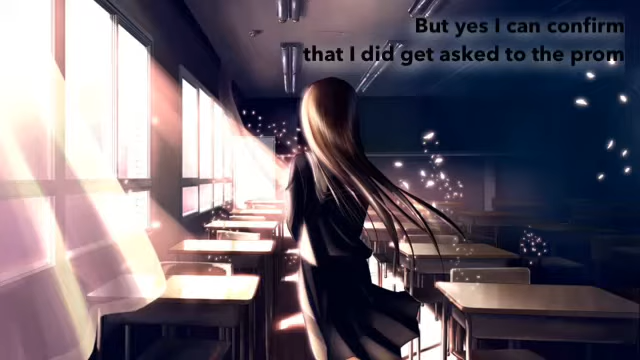 But yes I can confirm
that I did get asked to the prom